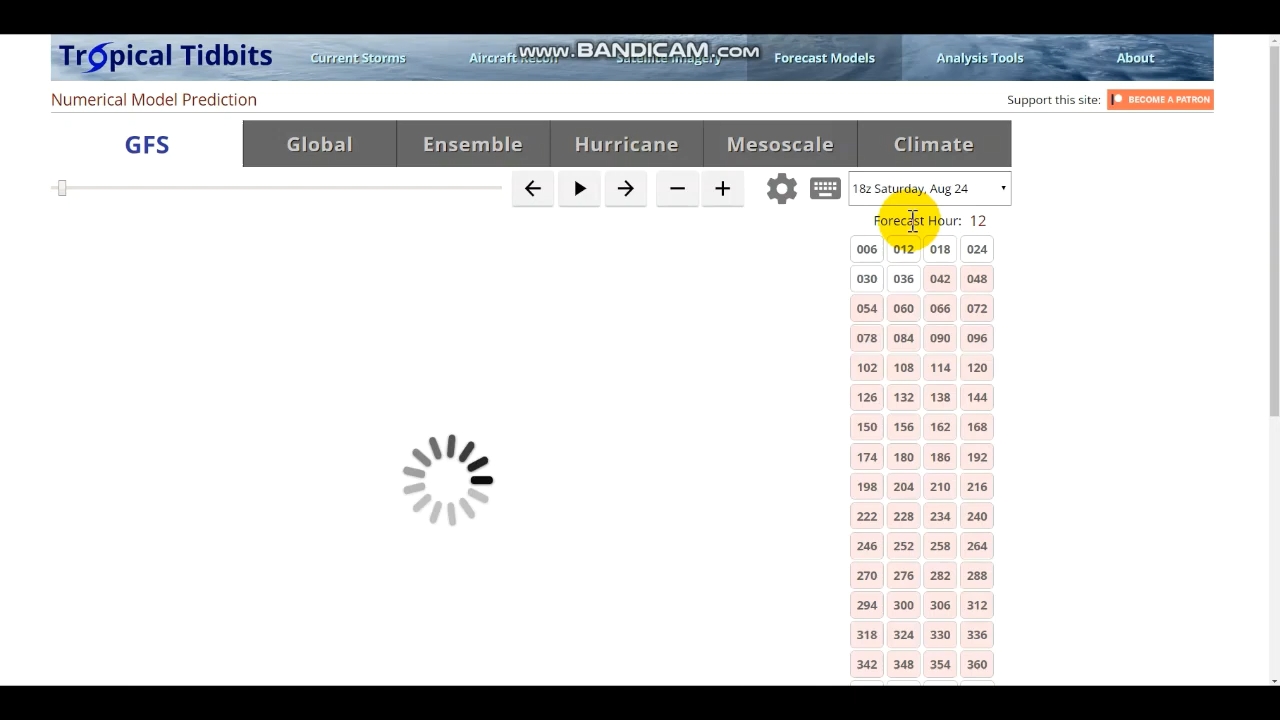 Tropical Tidbits
www.BANDICAM.com
Current Storms Aircraft Recon Satellite Imagery Forecast Models Analysis Tools About
Numerical Model Prediction Support this site: BECOME A PATRON
GFS Global Ensemble Hurricane Mesoscale Climate
18z Saturday, Aug 24
Forecast Hour: 12
006 012 018 024
030 036 042 048
054 060 066 072
078 084 090 096
102 108 114 120
126 132 138 144
150 156 162 168
174 180 186 192
198 204 210 216
222 228 234 240
246 252 258 264
270 276 282 288
294 300 306 312
318 324 330 336
342 348 354 360